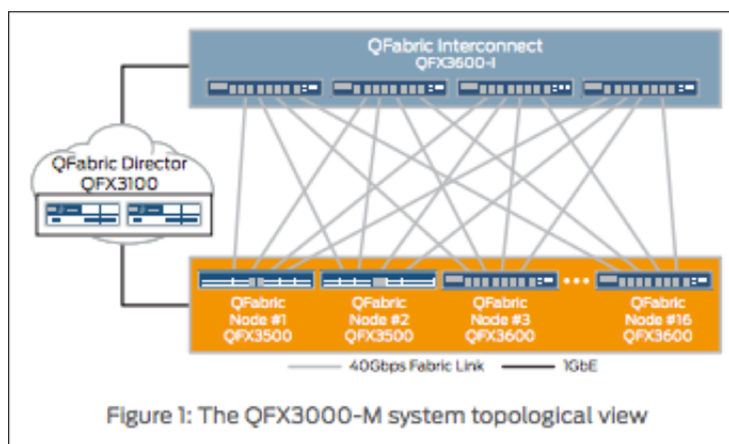 QFabric Interconnect
QFX3600-I
QFabric Director
QFX3100
QFabric
Node #1
QFX3500
QFabric
Node #2
QFX3500
QFabric
Node #3
QFX3600
QFabric
Node #16
QFX3600
40Gbps Fabric Link
1GbE
Figure 1: The QFX3000-M system topological view